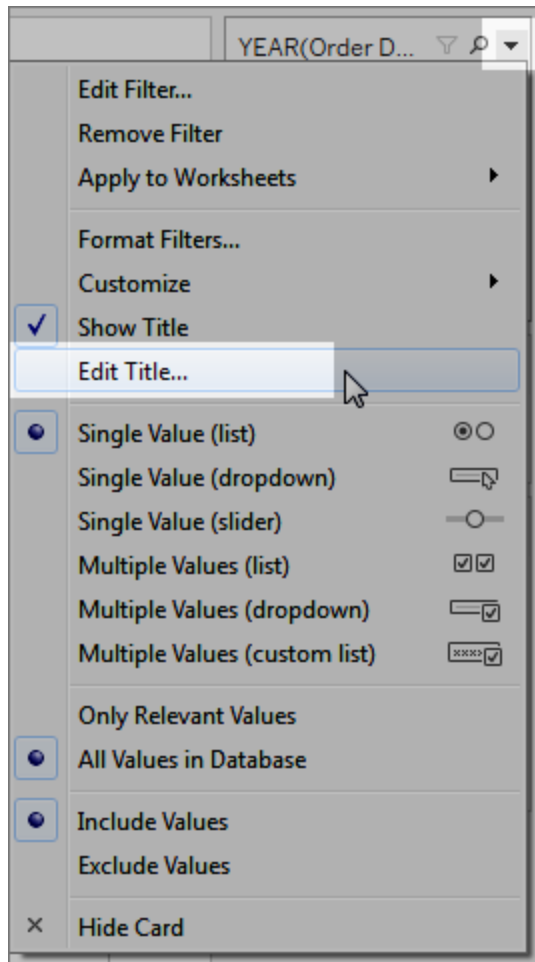 YEAR(Order D...
Edit Filter...
Remove Filter
Apply to Worksheets
Format Filters...
Customize
Show Title
Edit Title...
Single Value (list)
Single Value (dropdown)
Single Value (slider)
Multiple Values (list)
Multiple Values (dropdown)
Multiple Values (custom list)
Only Relevant Values
All Values in Database
Include Values
Exclude Values
Hide Card